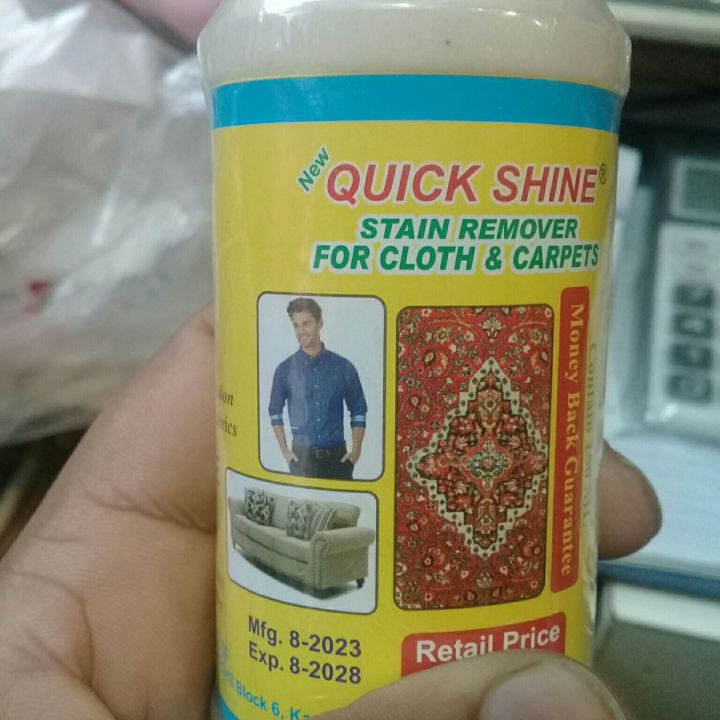 New
QUICK SHINE®
STAIN REMOVER
FOR CLOTH & CARPETS
Money Back Guarantee
Mfg. 8-2023
Exp. 8-2028
Retail Price
Block 6,